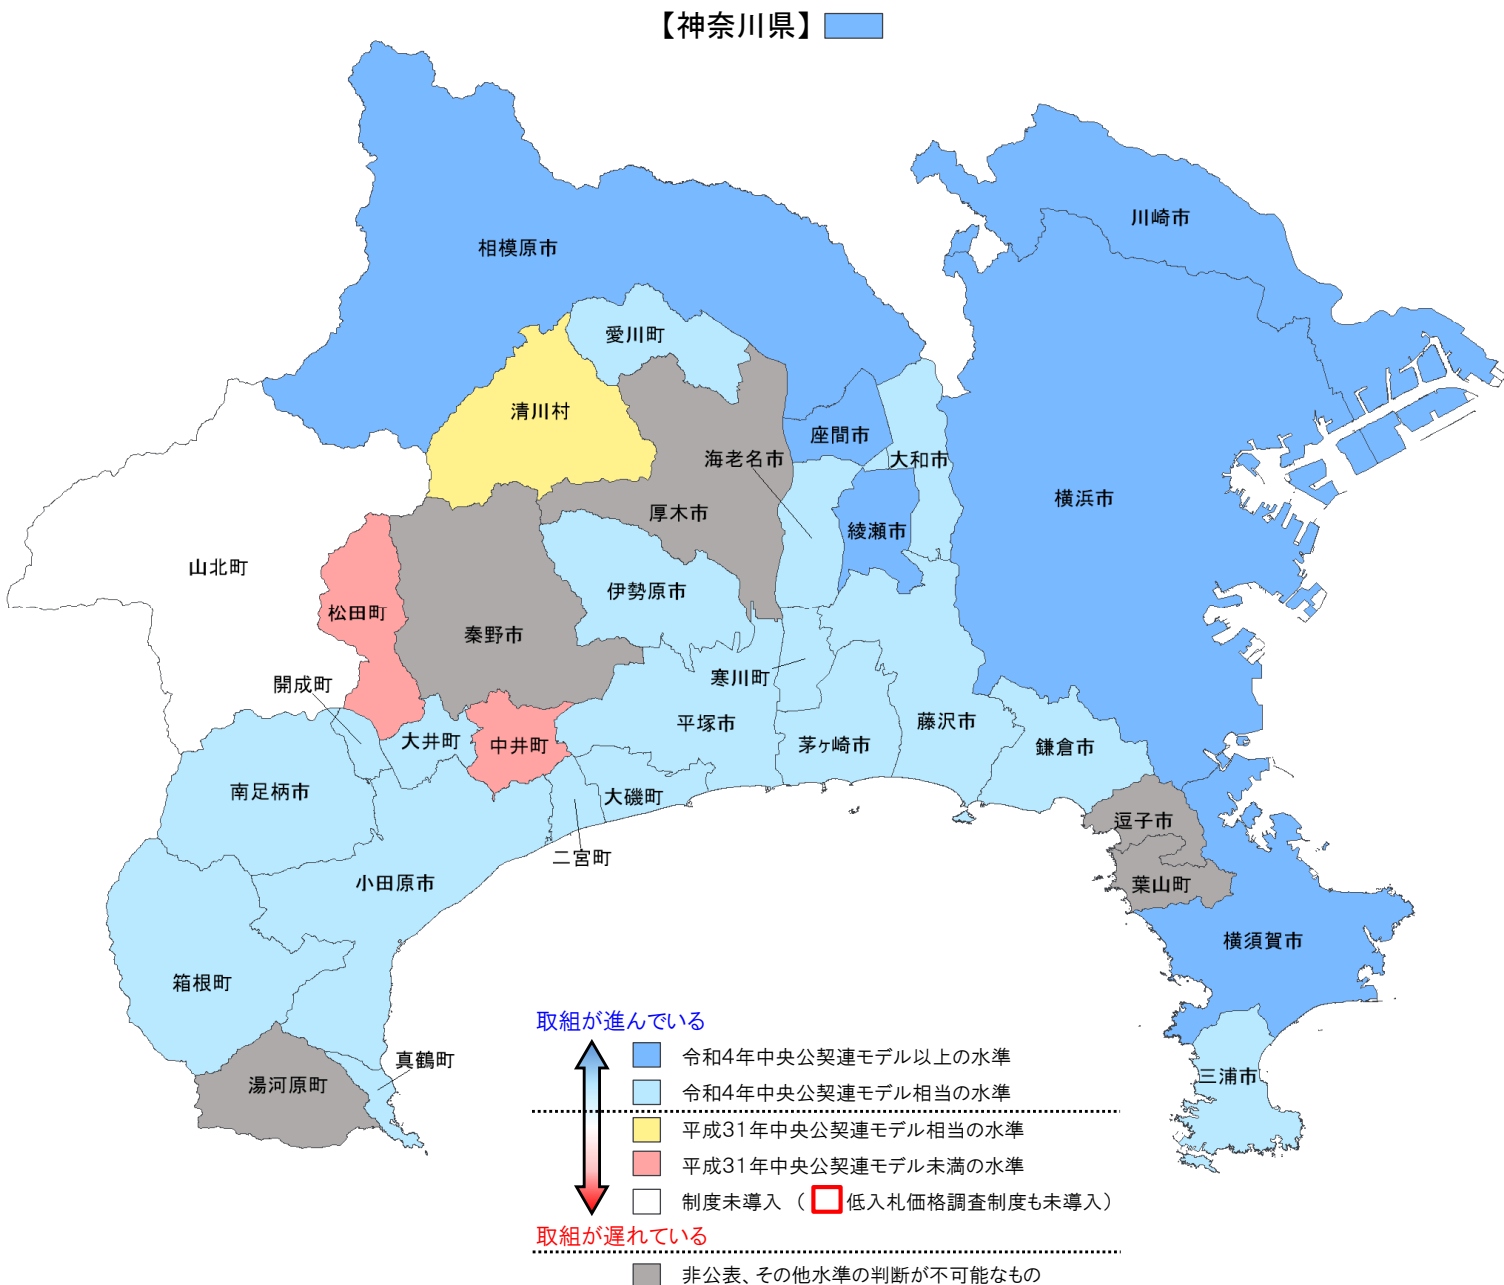 【神奈川県】
川崎市
相模原市
愛川町
清川村
座間市
海老名市
大和市
横浜市
厚木市
綾瀬市
山北町
伊勢原市
松田町
秦野市
寒川町
開成町
平塚市
藤沢市
大井町
中井町
茅ヶ崎市
鎌倉市
南足柄市
大磯町
逗子市
二宮町
小田原市
葉山町
横須賀市
箱根町
真鶴町
湯河原町
三浦市
取組が進んでいる
令和4年中央公契連モデル以上の水準
令和4年中央公契連モデル相当の水準
平成31年中央公契連モデル相当の水準
平成31年中央公契連モデル未満の水準
制度未導入 ( 低入札価格調査制度も未導入)
取組が遅れている
非公表、その他水準の判断が不可能なもの